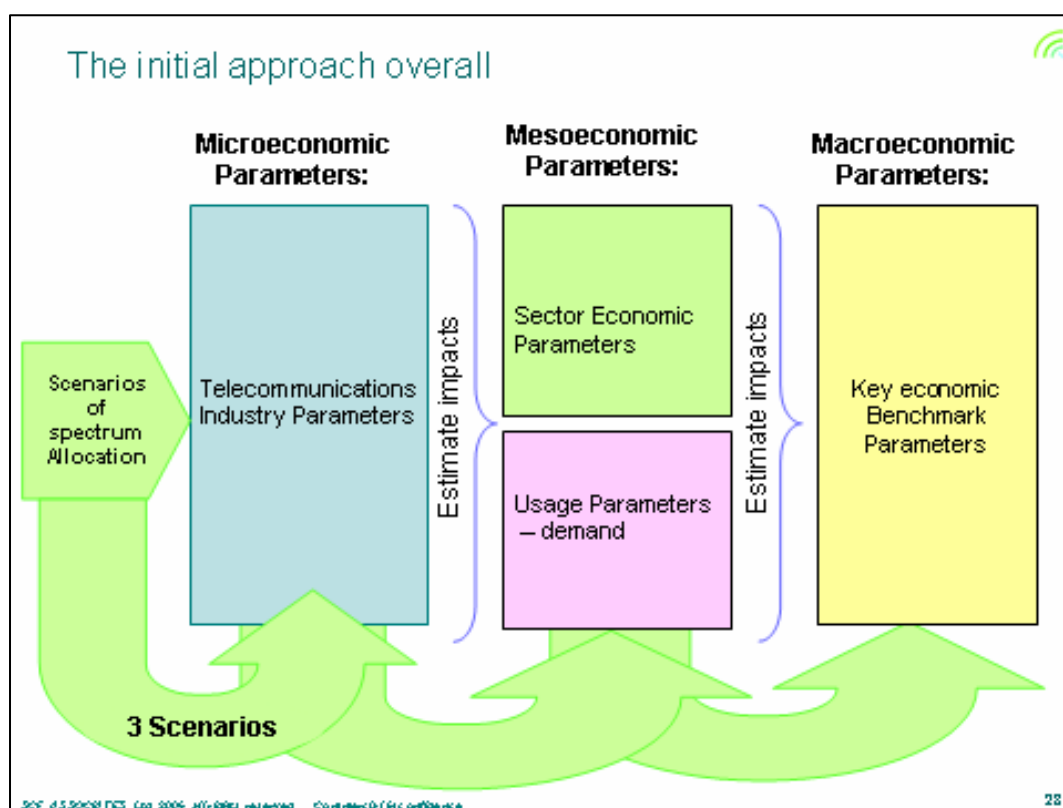 The initial approach overall
Microeconomic
Parameters:
Mesoeconomic
Parameters:
Macroeconomic
Parameters:
Scenarios
of
spectrum
Allocation
Telecommunications
Industry Parameters
Estimate impacts
Sector Economic
Parameters
Usage Parameters
– demand
Estimate impacts
Key economic
Benchmark
Parameters
3 Scenarios